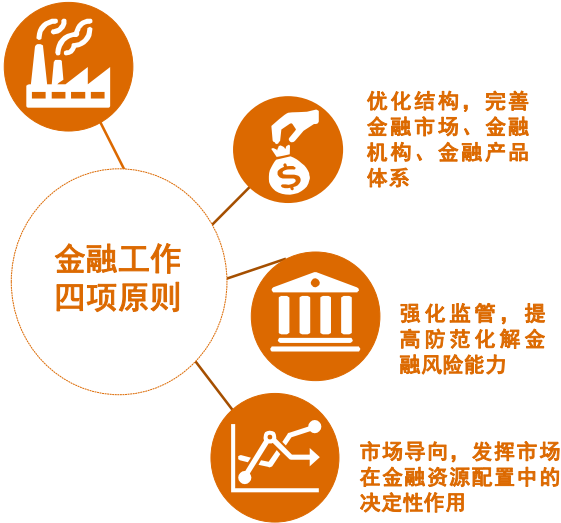 优化结构，完善
金融市场、金融
机构、金融产品
体系
金融工作
四项原则
强化监管，提
高防范化解金
融风险能力
市场导向，发挥市场
在金融资源配置中的
决定性作用